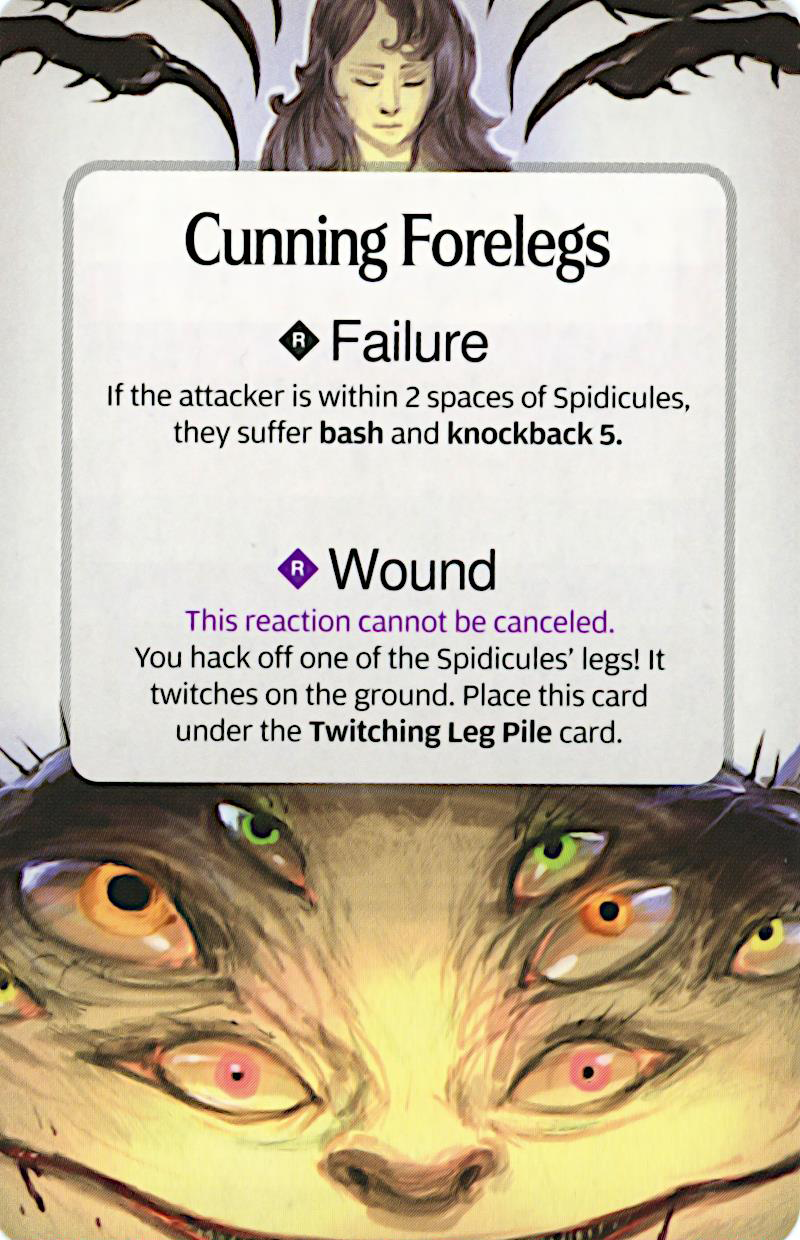 Cunning Forelegs
R Failure
If the attacker is within 2 spaces of Spidicules,
they suffer bash and knockback 5.
R Wound
This reaction cannot be canceled.
You hack off one of the Spidicules’ legs! It
twitches on the ground. Place this card
under the Twitching Leg Pile card.